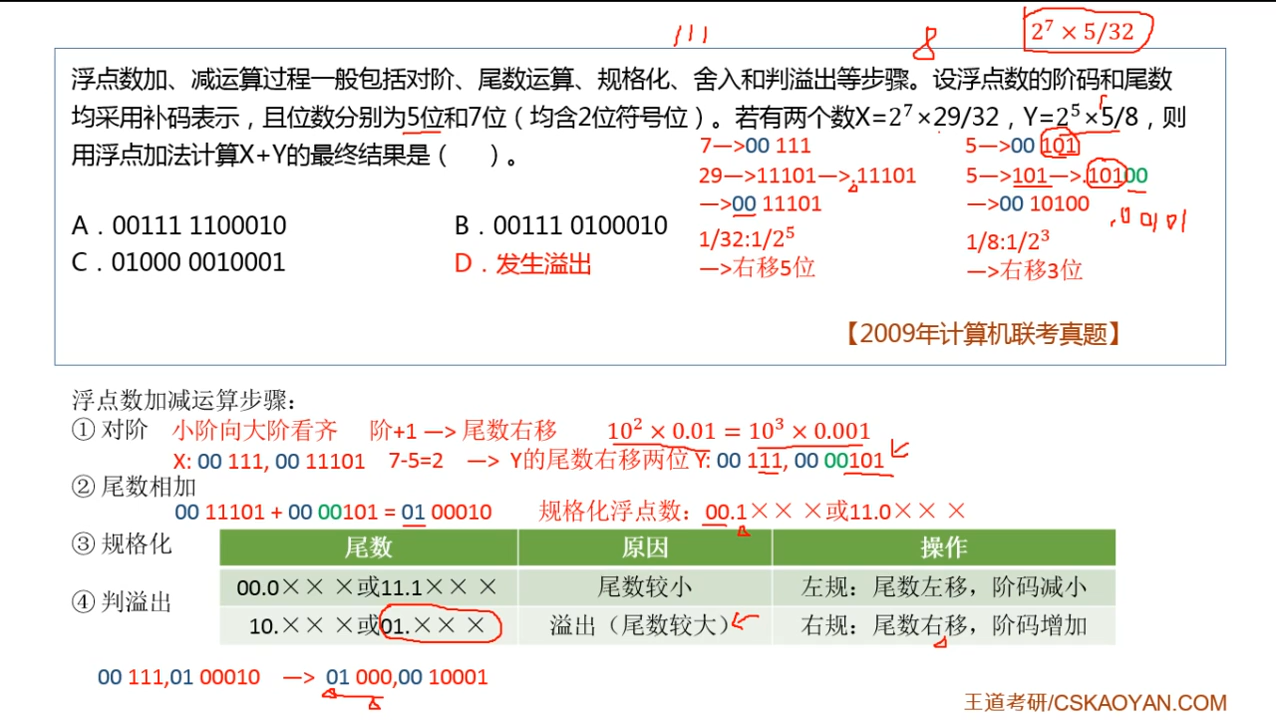 111
8
2⁷ × 5/32
浮点数加、减运算过程一般包括对阶、尾数运算、规格化、舍入和判溢出等步骤。设浮点数的阶码和尾数
均采用补码表示，且位数分别为5位和7位（均含2位符号位）。若有两个数X=2⁷×29/32，Y=2⁵×5/8，则
用浮点加法计算X+Y的最终结果是（ ）。
7—>00 111
5—>00 101
29—>11101—>.11101
5—>101—>.10100
—>00 11101
—>00 10100
1/32:1/2⁵
1/8:1/2³
—>右移5位
—>右移3位
A．00111 1100010
B．00111 0100010
C．01000 0010001
D．发生溢出
【2009年计算机联考真题】
浮点数加减运算步骤：
① 对阶 小阶向大阶看齐 阶+1 —> 尾数右移 10² × 0.01 = 10³ × 0.001
X: 00 111, 00 11101 7-5=2 —> Y的尾数右移两位 Y: 00 111, 00 00101
② 尾数相加
00 11101 + 00 00101 = 01 00010 规格化浮点数：00.1×× ×或11.0×× ×
③ 规格化
尾数 原因 操作
00.0×× ×或11.1×× × 尾数较小 左规：尾数左移，阶码减小
④ 判溢出
10.×× ×或01.×× × 溢出（尾数较大） 右规：尾数右移，阶码增加
00 111,01 00010 —> 01 000,00 10001
王道考研/CSKAOYAN.COM